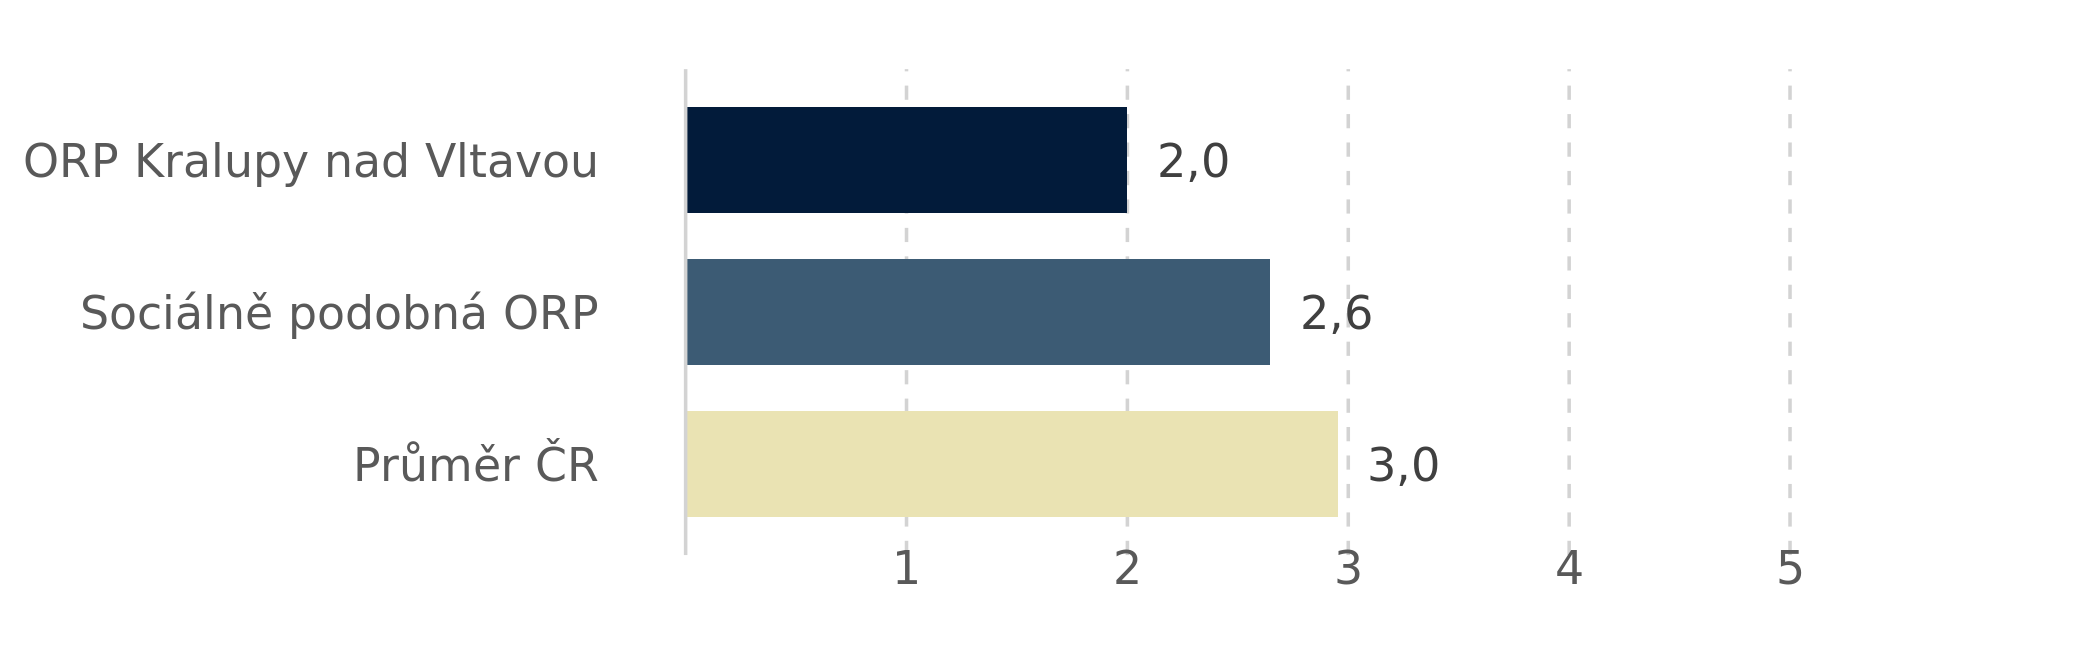 ORP Kralupy nad Vltavou
2,0
Sociálně podobná ORP
2,6
Průměr ČR
3,0
1 2 3 4 5